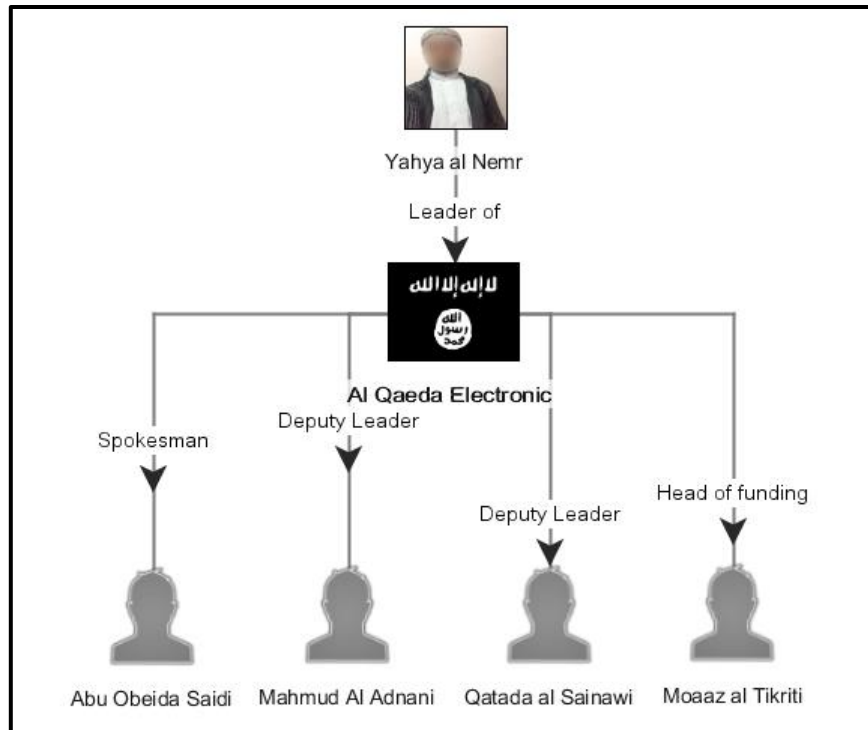 Yahya al Nemr
Leader of
لا إله إلا الله
الله
رسول
محمد
Al Qaeda Electronic
Deputy Leader
Spokesman
Head of funding
Deputy Leader
Abu Obeida Saidi
Mahmud Al Adnani
Qatada al Sainawi
Moaaz al Tikriti